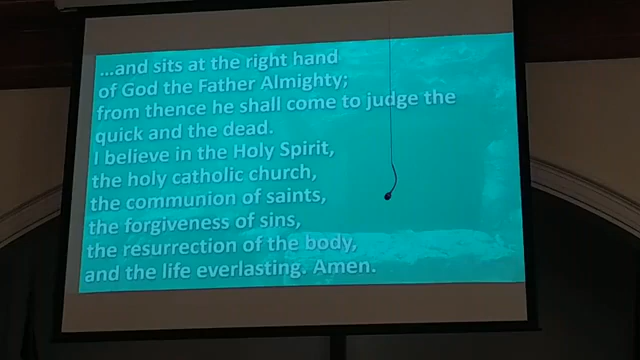 ...and sits at the right hand
of God the Father Almighty;
from thence he shall come to judge the
quick and the dead.
I believe in the Holy Spirit,
the holy catholic church,
the communion of saints,
the forgiveness of sins,
the resurrection of the body,
and the life everlasting. Amen.